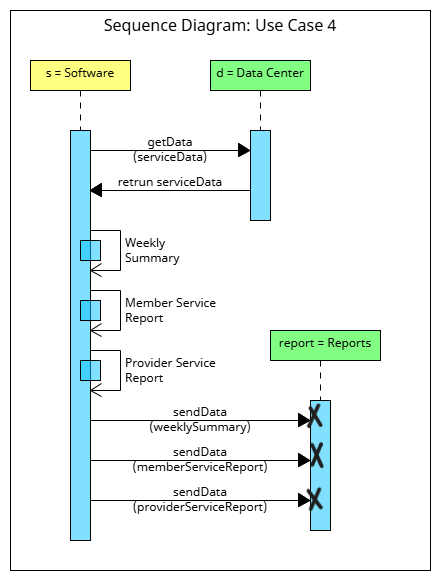 Sequence Diagram: Use Case 4
s = Software
d = Data Center
getData
(serviceData)
retrun serviceData
Weekly
Summary
Member Service
Report
report = Reports
Provider Service
Report
sendData
(weeklySummary)
sendData
(memberServiceReport)
sendData
(providerServiceReport)